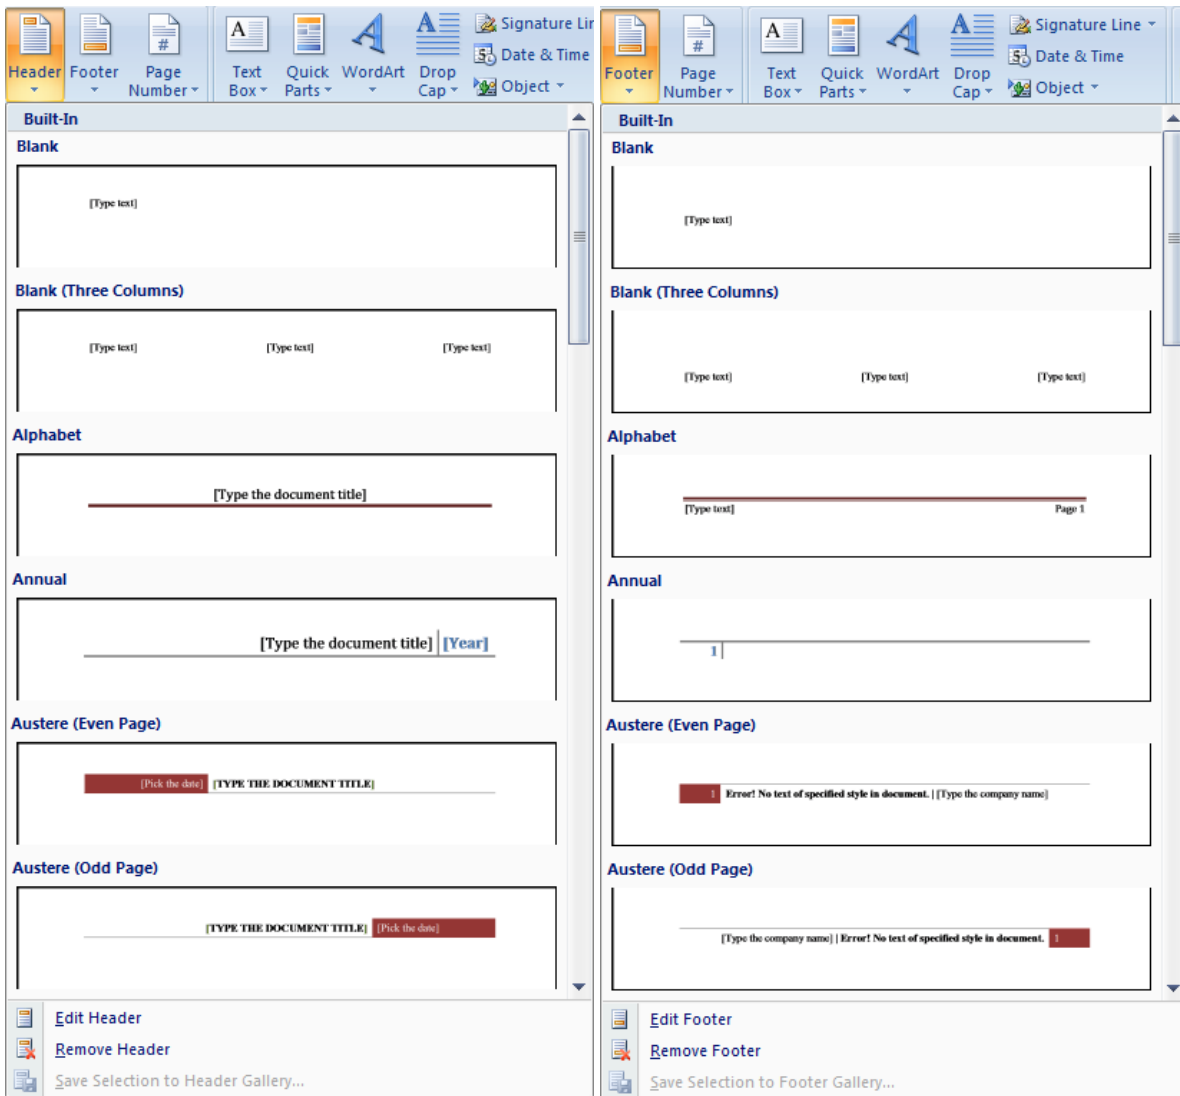 Header Footer Page Number
Text Box Quick Parts WordArt Drop Cap
Signature Lin
Date & Time
Object
Built-In
Blank
[Type text]
Blank (Three Columns)
[Type text] [Type text] [Type text]
Alphabet
[Type the document title]
Annual
[Type the document title] [Year]
Austere (Even Page)
[Pick the date] [TYPE THE DOCUMENT TITLE]
Austere (Odd Page)
[TYPE THE DOCUMENT TITLE] [Pick the date]
Edit Header
Remove Header
Save Selection to Header Gallery...
Footer Page Number
Text Box Quick Parts WordArt Drop Cap
Signature Line
Date & Time
Object
Built-In
Blank
[Type text]
Blank (Three Columns)
[Type text] [Type text] [Type text]
Alphabet
[Type text] Page 1
Annual
1
Austere (Even Page)
1 Error! No text of specified style in document. | [Type the company name]
Austere (Odd Page)
[Type the company name] | Error! No text of specified style in document. 1
Edit Footer
Remove Footer
Save Selection to Footer Gallery...